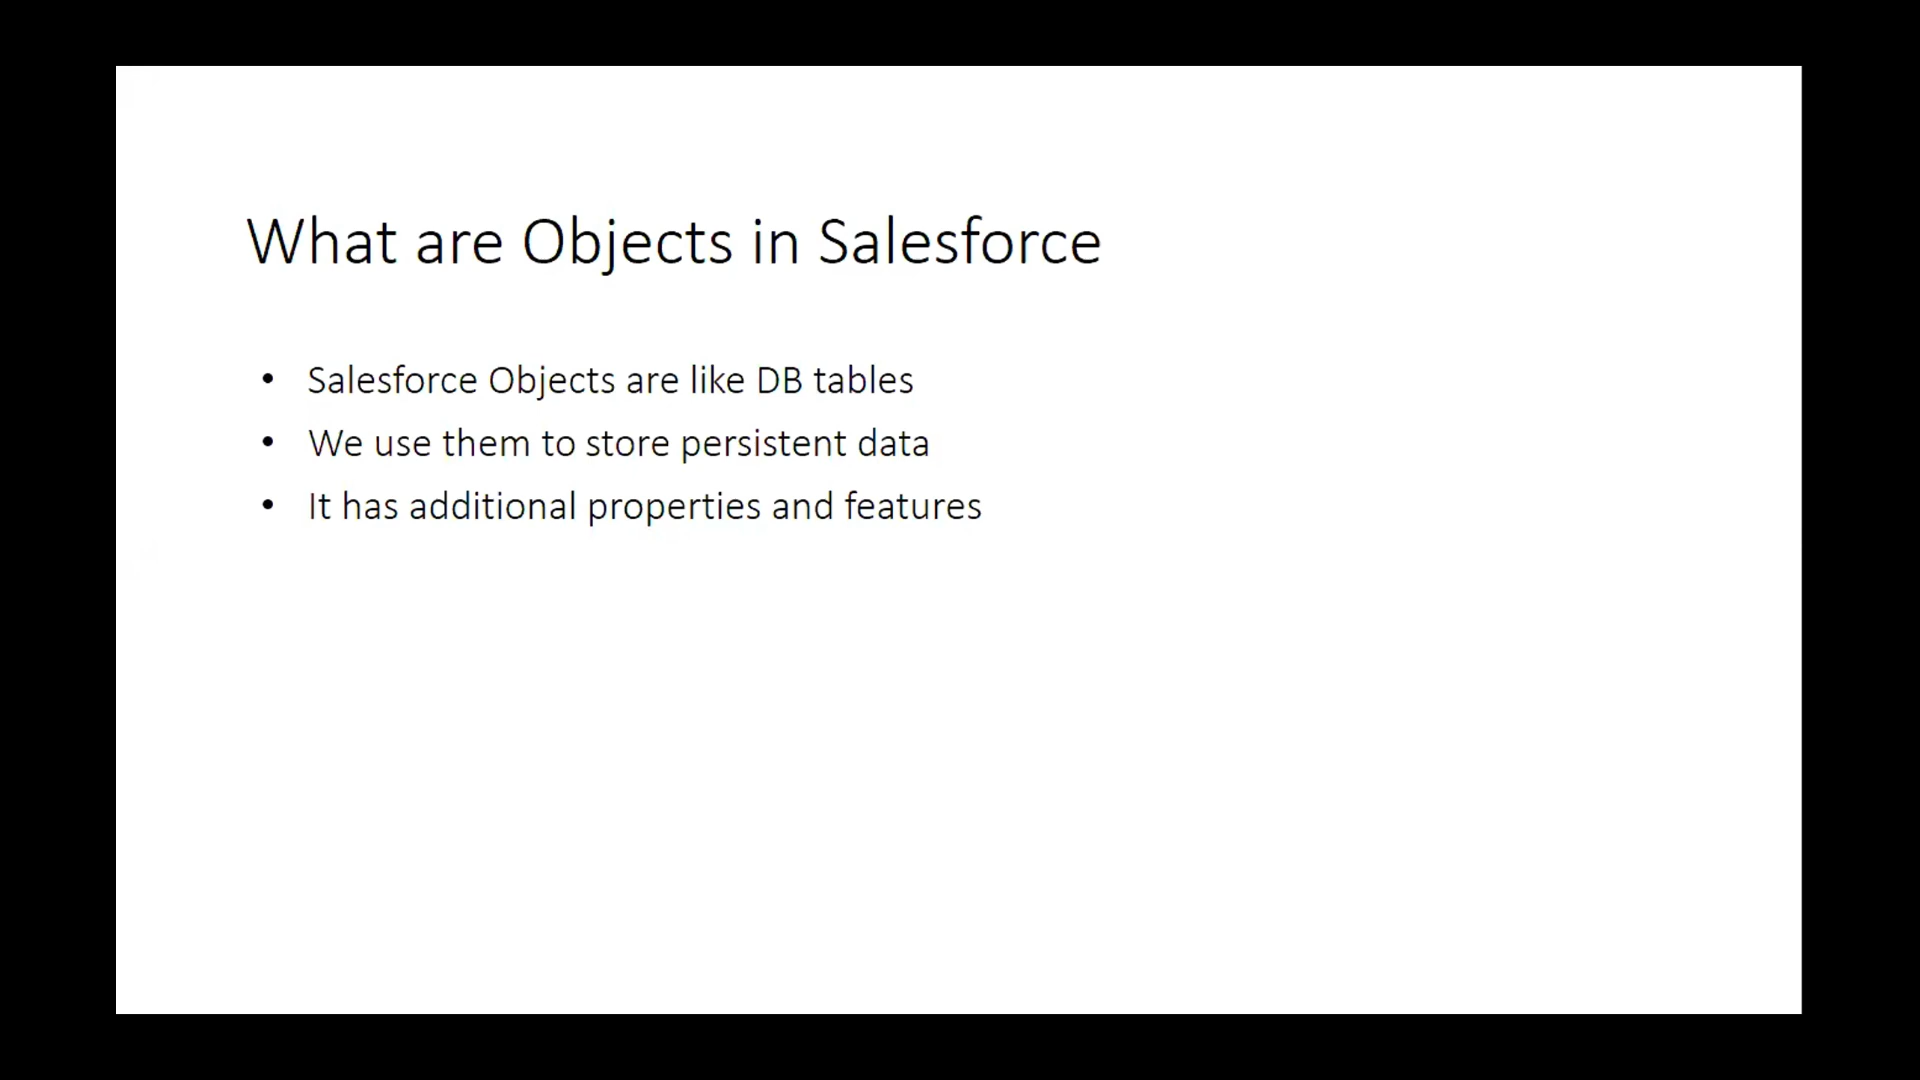 What are Objects in Salesforce
• Salesforce Objects are like DB tables
• We use them to store persistent data
• It has additional properties and features